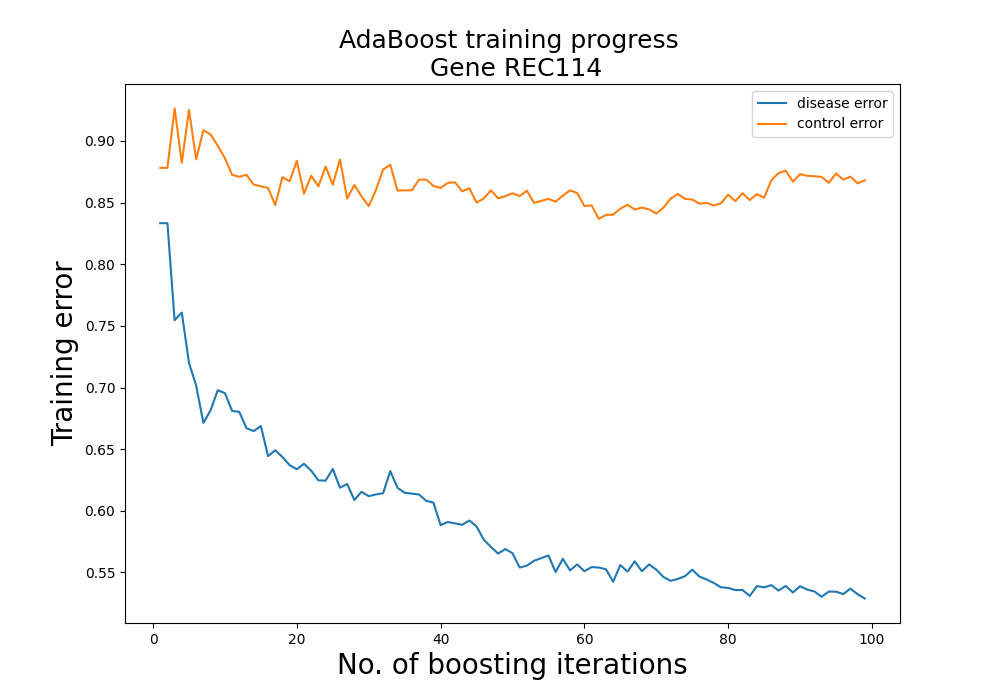 AdaBoost training progress
Gene REC114
disease error
control error
Training error
0.90
0.85
0.80
0.75
0.70
0.65
0.60
0.55
0 20 40 60 80 100
No. of boosting iterations